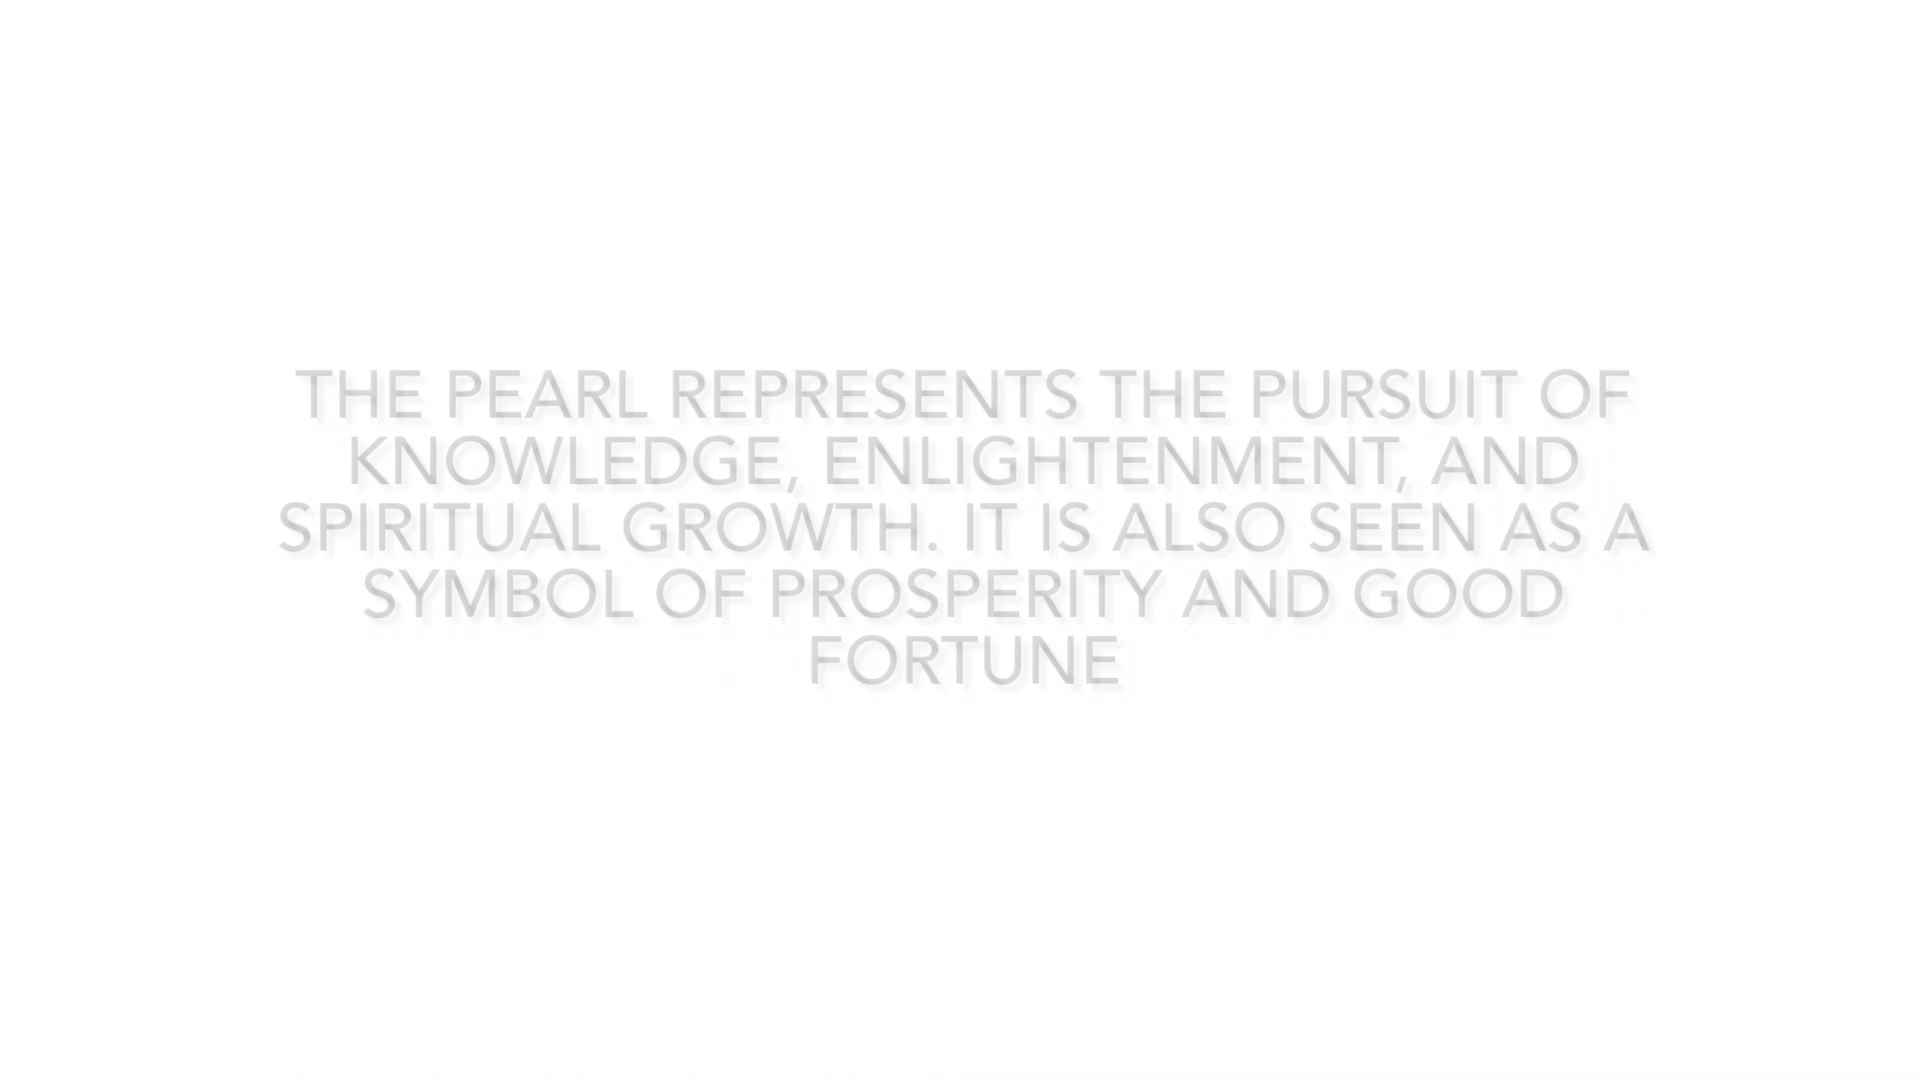 THE PEARL REPRESENTS THE PURSUIT OF
KNOWLEDGE, ENLIGHTENMENT, AND
SPIRITUAL GROWTH. IT IS ALSO SEEN AS A
SYMBOL OF PROSPERITY AND GOOD
FORTUNE